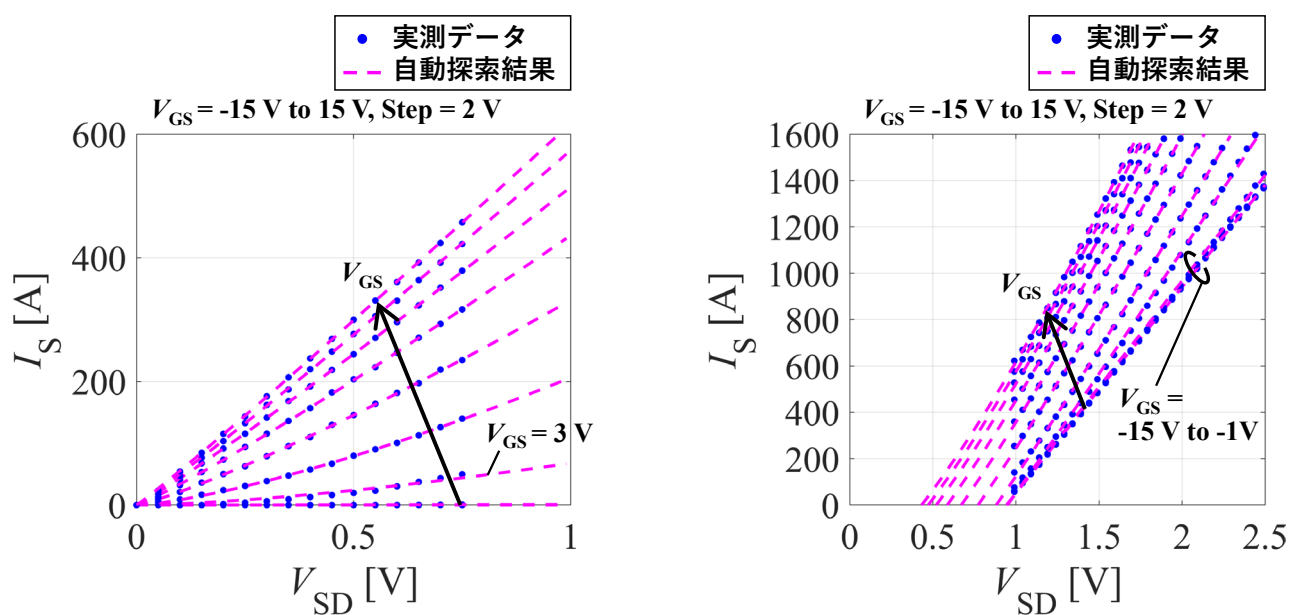 実測データ
自動探索結果
VGS = -15 V to 15 V, Step = 2 V
600
400
200
0
0
0.5
1
IS [A]
VSD [V]
VGS
VGS = 3 V
実測データ
自動探索結果
VGS = -15 V to 15 V, Step = 2 V
1600
1400
1200
1000
800
600
400
200
0
0
0.5
1
1.5
2
2.5
IS [A]
VSD [V]
VGS
VGS =
-15 V to -1V